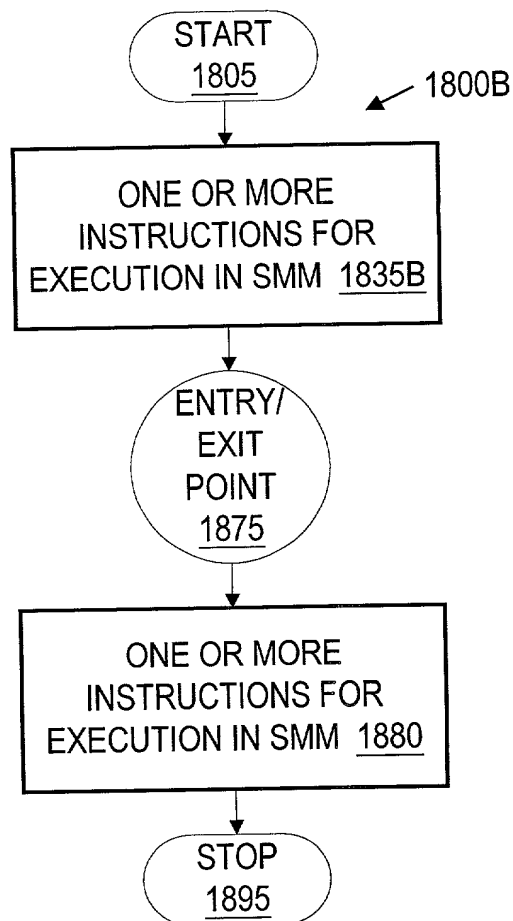 START
1805
1800B
ONE OR MORE
INSTRUCTIONS FOR
EXECUTION IN SMM 1835B
ENTRY/
EXIT
POINT
1875
ONE OR MORE
INSTRUCTIONS FOR
EXECUTION IN SMM 1880
STOP
1895